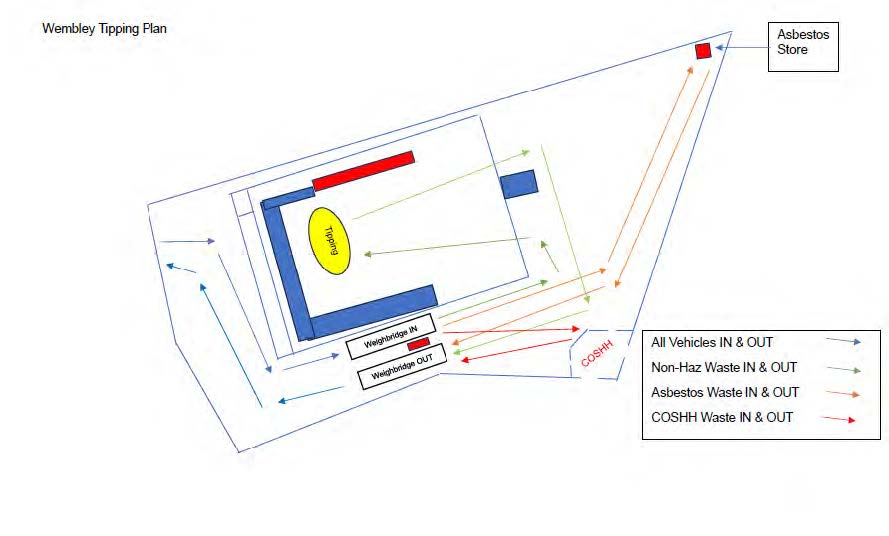 Wembley Tipping Plan
Asbestos
Store
Tipping
Weighbridge IN
Weighbridge OUT
COSHH
All Vehicles IN & OUT
Non-Haz Waste IN & OUT
Asbestos Waste IN & OUT
COSHH Waste IN & OUT